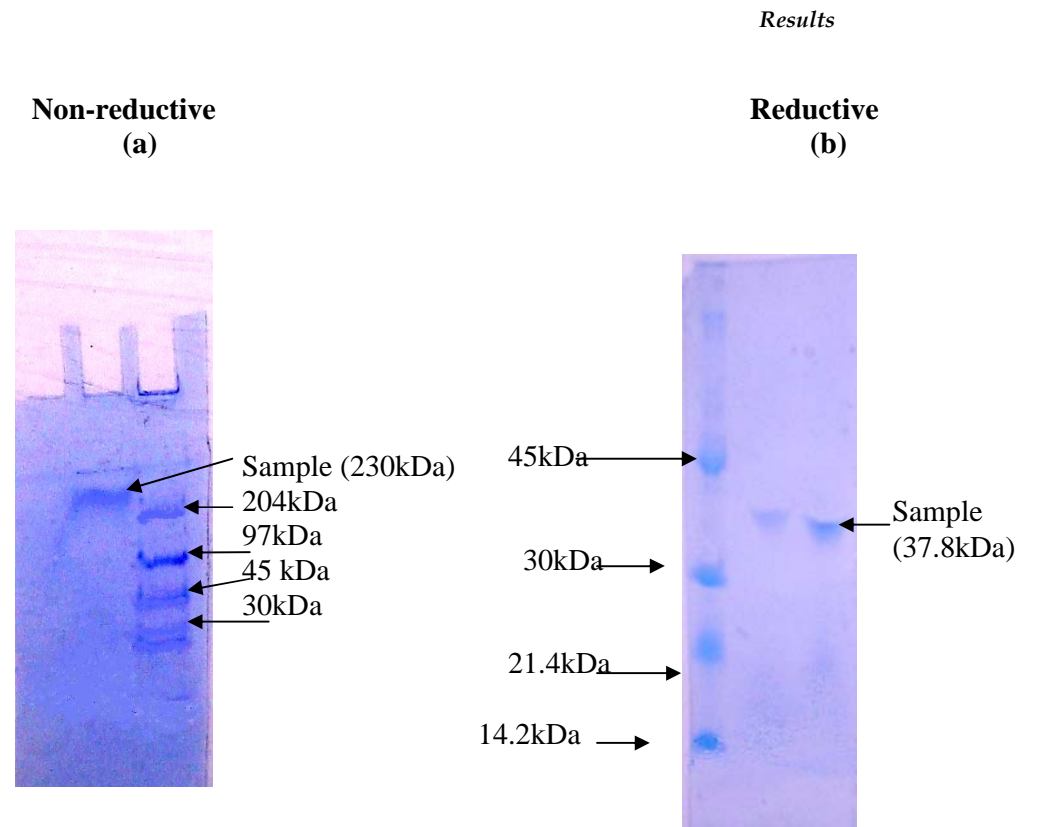 Results
Non-reductive
(a)
Reductive
(b)
Sample (230kDa)
204kDa
97kDa
45 kDa
30kDa
45kDa
30kDa
21.4kDa
14.2kDa
Sample
(37.8kDa)